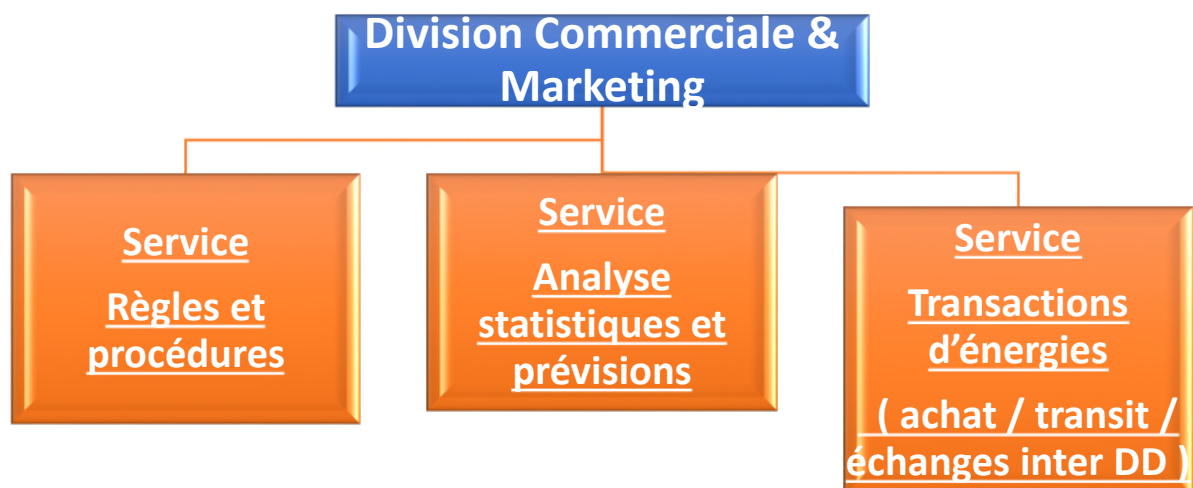 Division Commerciale &
Marketing
Service
Règles et
procédures
Service
Analyse
statistiques et
prévisions
Service
Transactions
d’énergies
( achat / transit /
échanges inter DD )